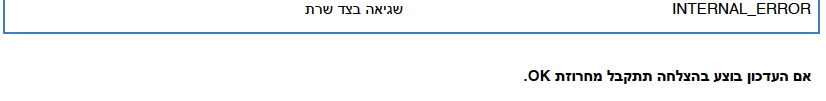 INTERNAL_ERROR שגיאה בצד שרת
אם העדכון בוצע בהצלחה תתקבל מחרוזת OK.